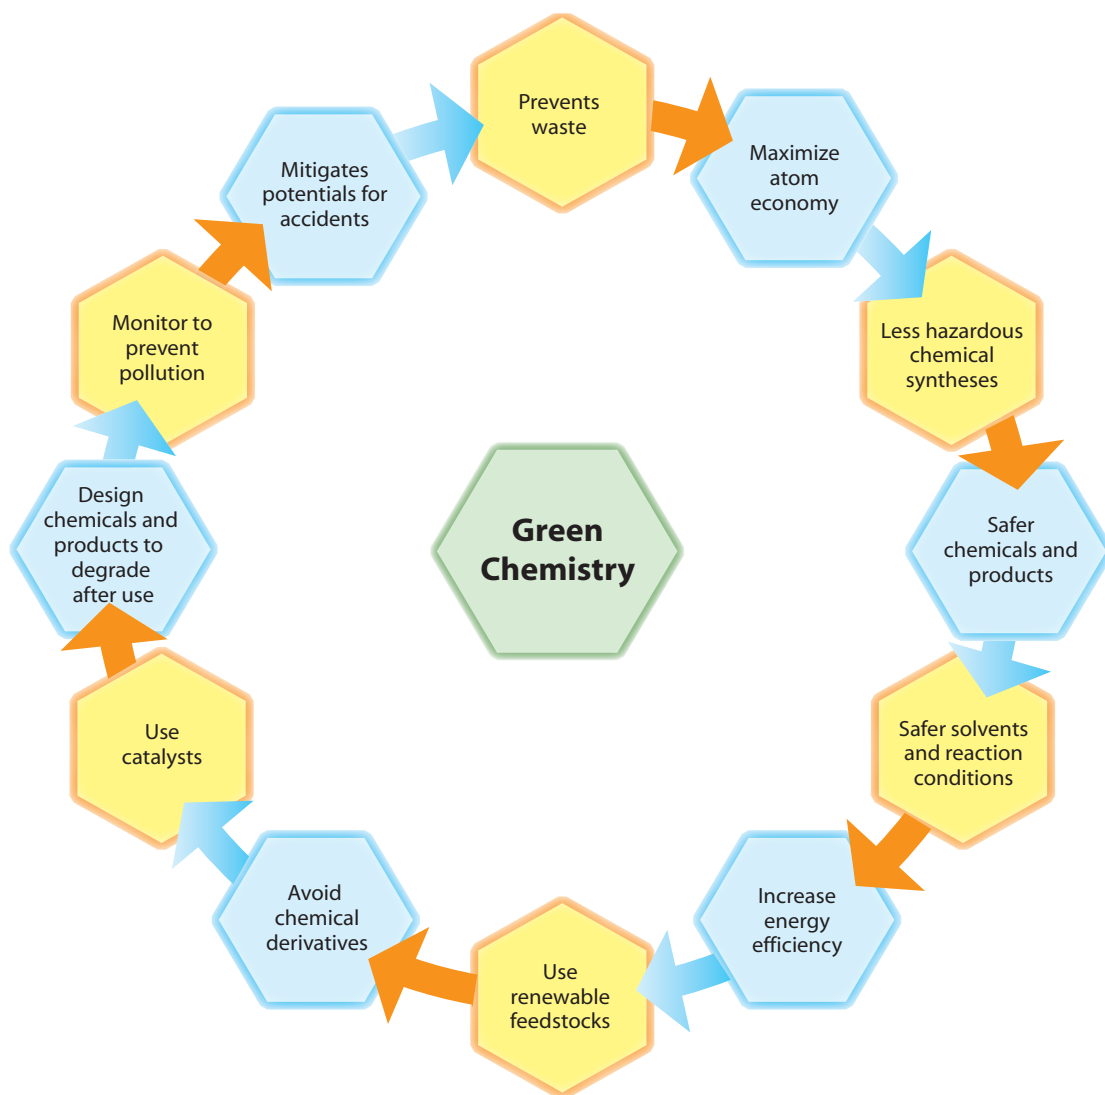 Prevents
waste
Maximize
atom
economy
Less hazardous
chemical
syntheses
Safer
chemicals and
products
Safer solvents
and reaction
conditions
Increase
energy
efficiency
Use
renewable
feedstocks
Avoid
chemical
derivatives
Use
catalysts
Design
chemicals and
products to
degrade
after use
Monitor to
prevent
pollution
Mitigates
potentials for
accidents
Green
Chemistry